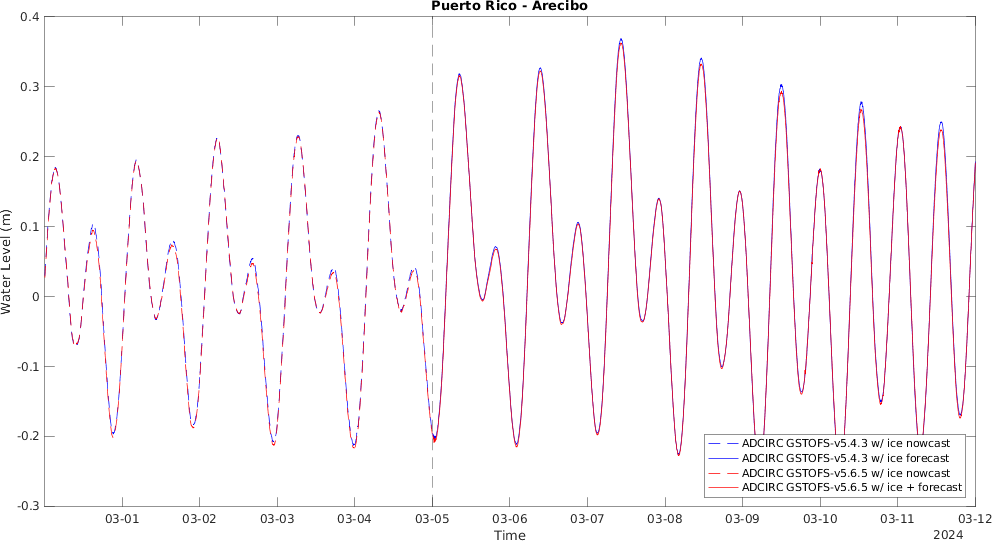 Puerto Rico - Arecibo
0.4
0.3
0.2
0.1
0
-0.1
-0.2
-0.3
Water Level (m)
ADCIRC GSTOFS-v5.4.3 w/ ice nowcast
ADCIRC GSTOFS-v5.4.3 w/ ice forecast
ADCIRC GSTOFS-v5.6.5 w/ ice nowcast
ADCIRC GSTOFS-v5.6.5 w/ ice + forecast
03-01 03-02 03-03 03-04 03-05 03-06 03-07 03-08 03-09 03-10 03-11 03-12
Time
2024